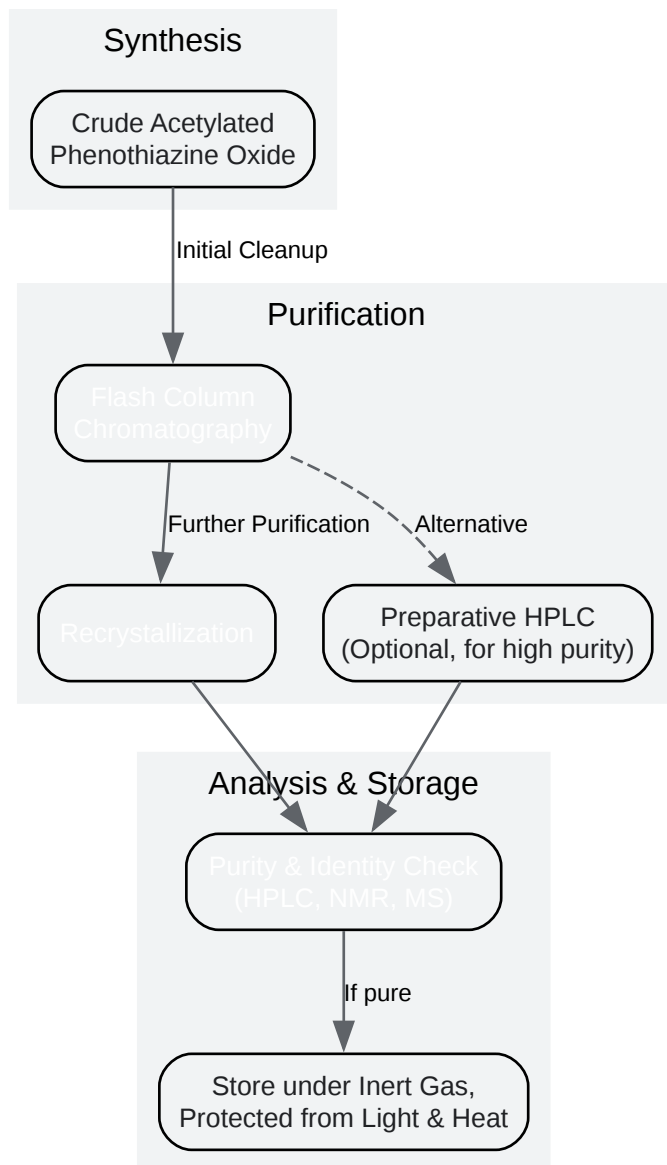 Synthesis
Crude Acetylated
Phenothiazine Oxide
Initial Cleanup
Purification
Flash Column
Chromatography
Further Purification
Alternative
Recrystallization
Preparative HPLC
(Optional, for high purity)
Analysis & Storage
Purity & Identity Check
(HPLC, NMR, MS)
If pure
Store under Inert Gas,
Protected from Light & Heat